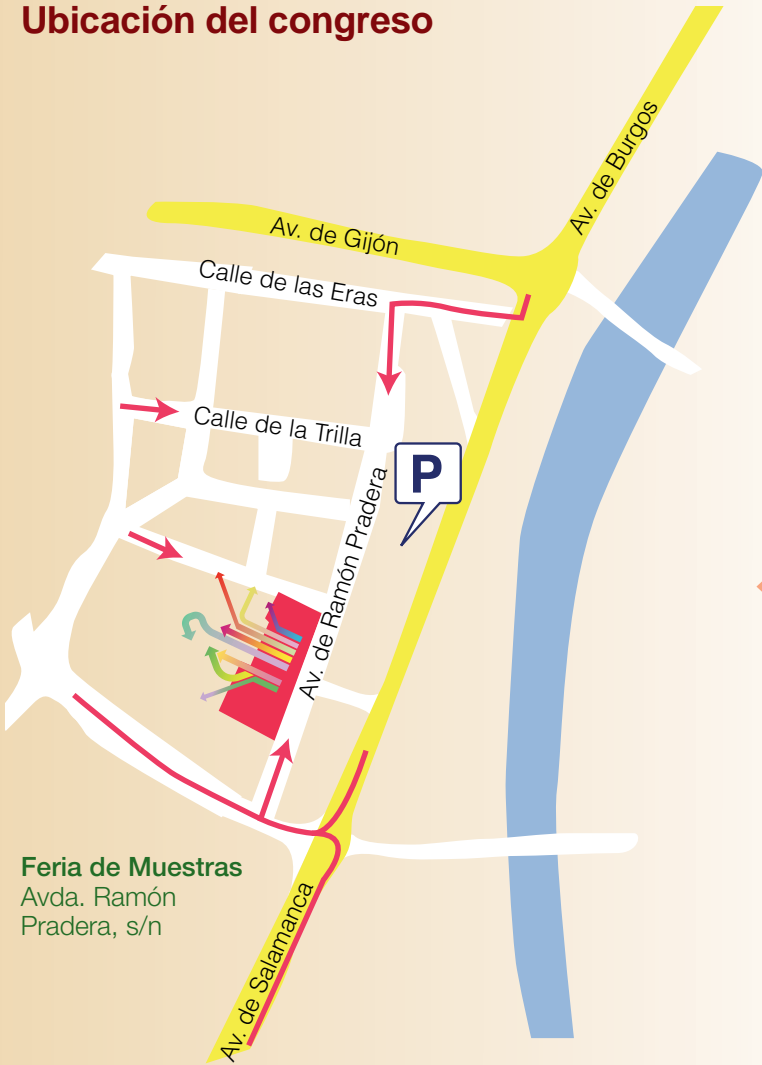 Ubicación del congreso
Av. de Burgos
Av. de Gijón
Calle de las Eras
Calle de la Trilla
P
Av. de Ramón Pradera
Feria de Muestras
Avda. Ramón
Pradera, s/n
Av. de Salamanca